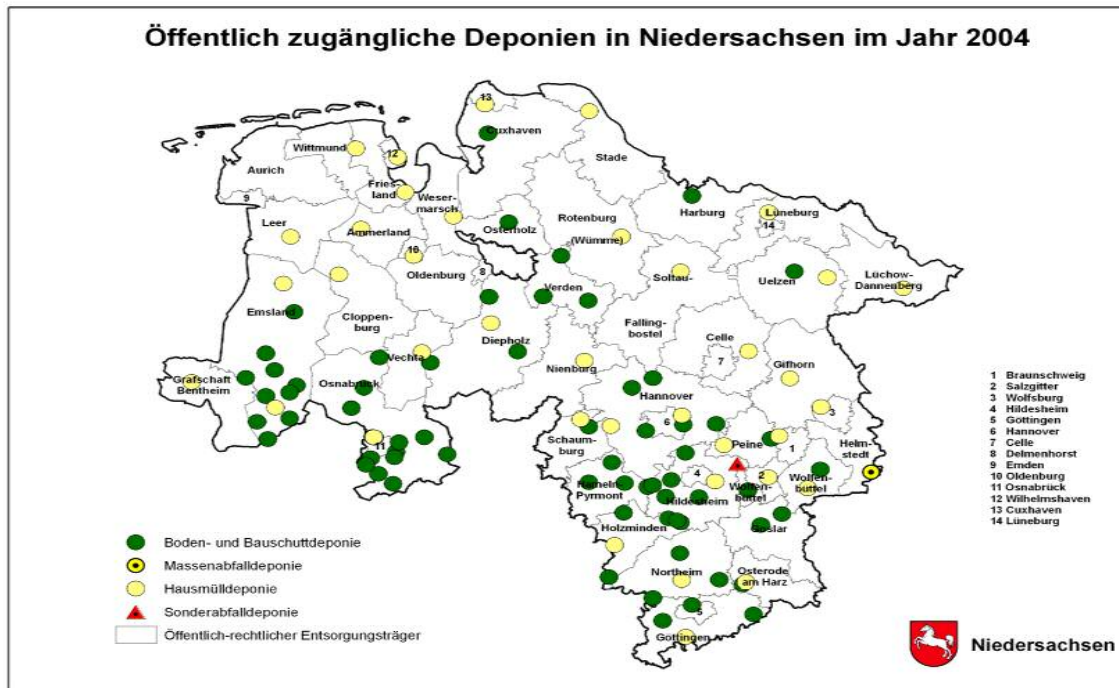 Öffentlich zugängliche Deponien in Niedersachsen im Jahr 2004
13
Cuxhaven
Wittmund
12
Stade
Aurich
Fries-
land
Weser-
marsch
9
Harburg
Lüneburg
14
Leer
Ammerland
Osterholz
Rotenburg
(Wümme)
10
Oldenburg
8
Soltau-
Uelzen
Lüchow-
Dannenberg
Emsland
Verden
Cloppen-
burg
Fallingbostel
Diepholz
Celle
7
Vechta
Nienburg
Gifhorn
Grafschaft
Bentheim
Osnabrück
Hannover
3
6
Schaum-
burg
11
Peine
1
Helm-
stedt
Hameln-
Pyrmont
4
2
Wolfen-
büttel
Wolfen-
büttel
Hildesheim
Holzminden
Goslar
Northeim
Osterode
am Harz
5
Göttingen
1 Braunschweig
2 Salzgitter
3 Wolfsburg
4 Hildesheim
5 Göttingen
6 Hannover
7 Celle
8 Delmenhorst
9 Emden
10 Oldenburg
11 Osnabrück
12 Wilhelmshaven
13 Cuxhaven
14 Lüneburg
Boden- und Bauschuttdeponie
Massenabfalldeponie
Hausmülldeponie
Sonderabfalldeponie
Öffentlich-rechtlicher Entsorgungsträger
Niedersachsen